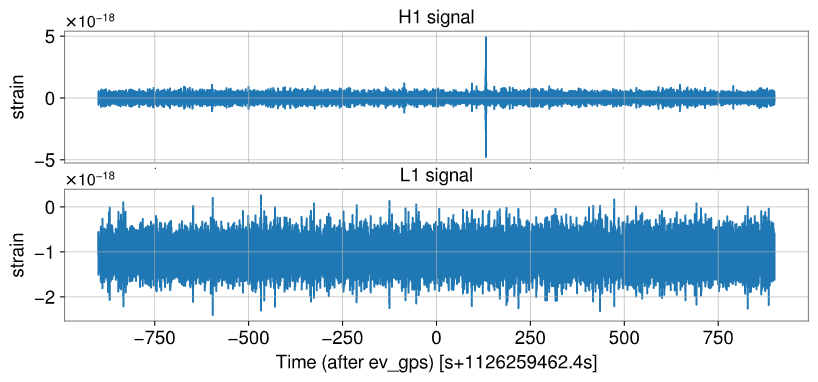 H1 signal
×10⁻¹⁸
5
0
−5
strain
L1 signal
×10⁻¹⁸
0
−1
−2
strain
−750 −500 −250 0 250 500 750
Time (after ev_gps) [s+1126259462.4s]